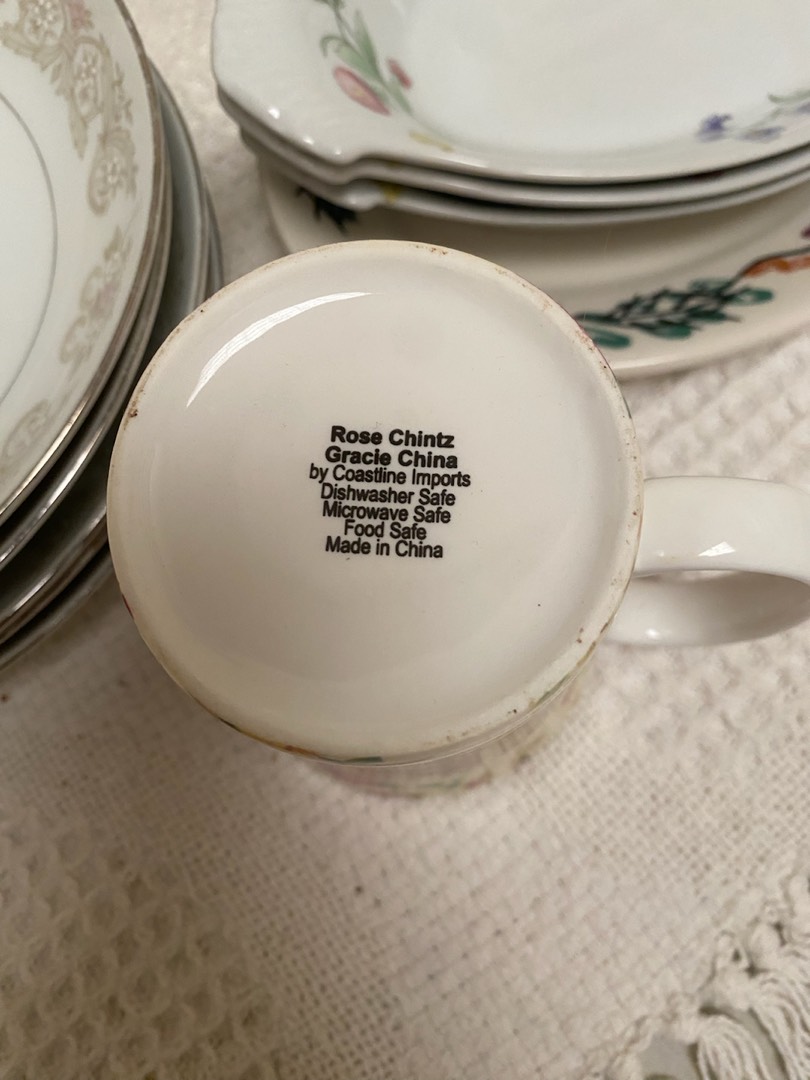 Rose Chintz
Gracie China
by Coastline Imports
Dishwasher Safe
Microwave Safe
Food Safe
Made in China